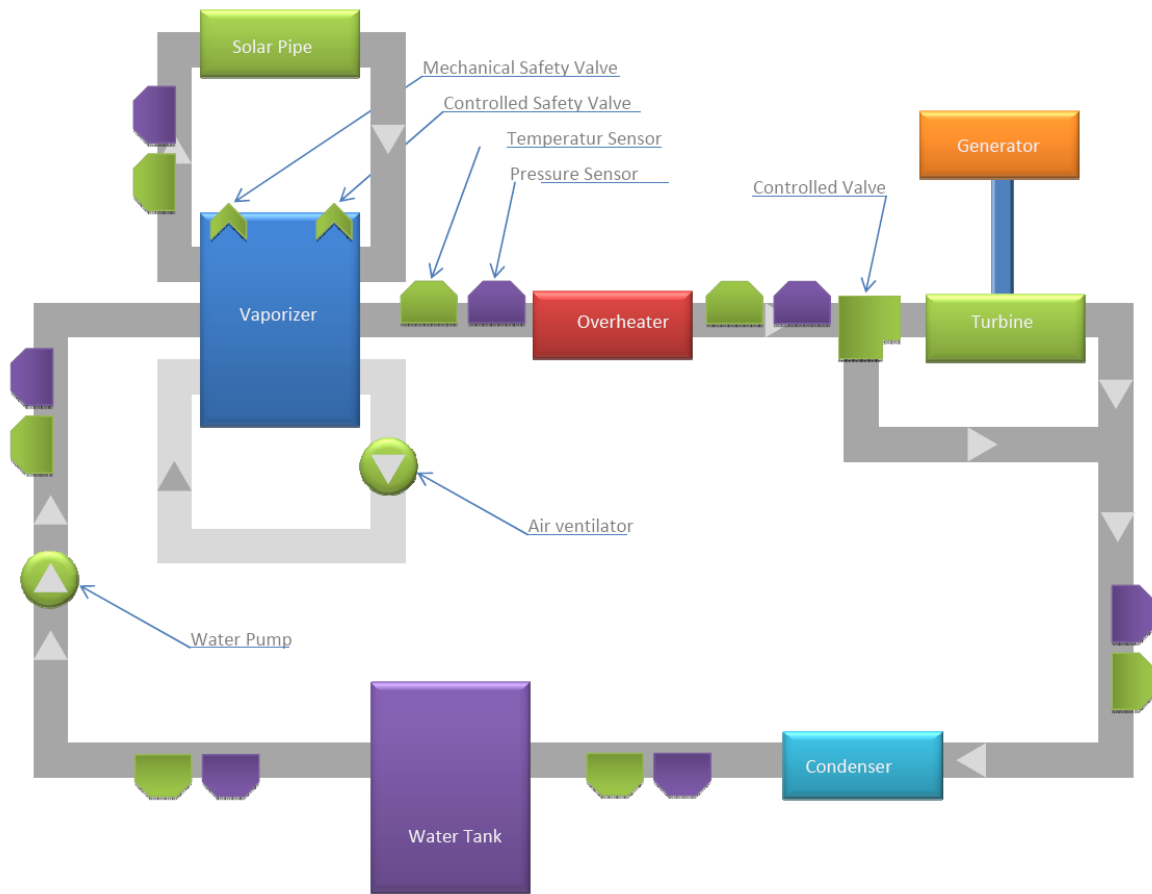 Solar Pipe
Mechanical Safety Valve
Controlled Safety Valve
Temperatur Sensor
Pressure Sensor
Controlled Valve
Generator
Vaporizer
Overheater
Turbine
Air ventilator
Water Pump
Condenser
Water Tank